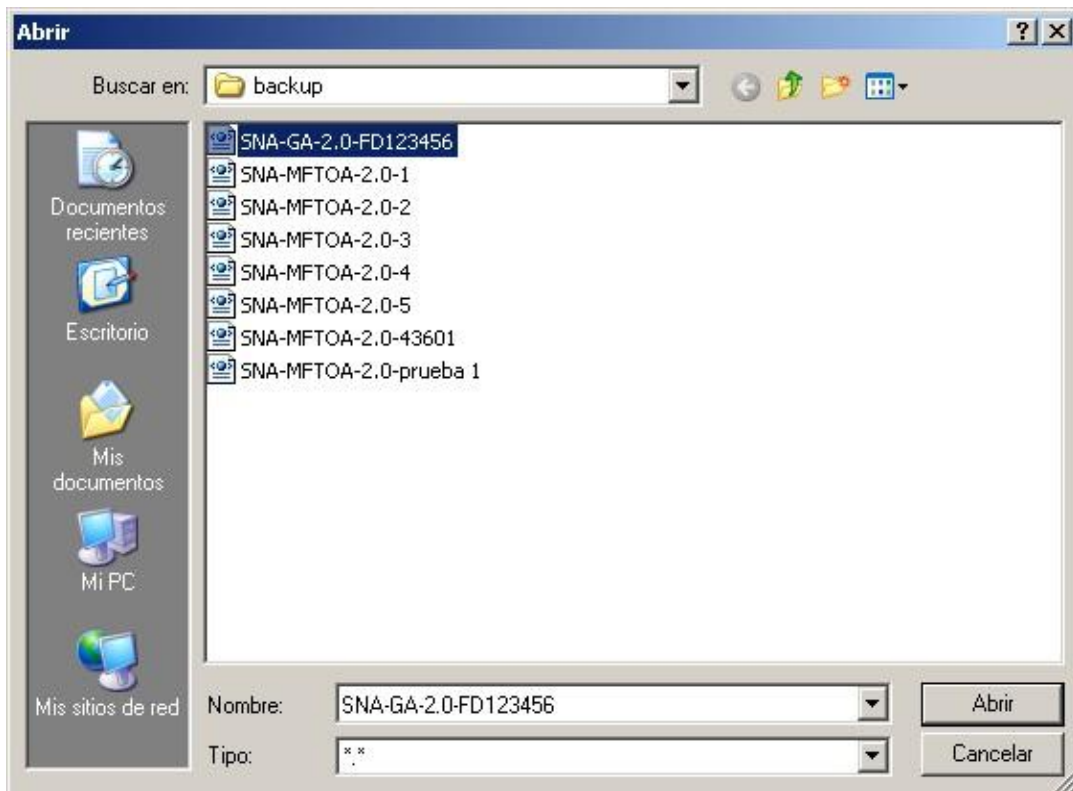 Abrir
Buscar en:
backup
Documentos
recientes
Escritorio
Mis
documentos
Mi PC
Mis sitios de red
SNA-GA-2.0-FD123456
SNA-MFTOA-2.0-1
SNA-MFTOA-2.0-2
SNA-MFTOA-2.0-3
SNA-MFTOA-2.0-4
SNA-MFTOA-2.0-5
SNA-MFTOA-2.0-43601
SNA-MFTOA-2.0-prueba 1
Nombre:
SNA-GA-2.0-FD123456
Abrir
Tipo:
*.*
Cancelar